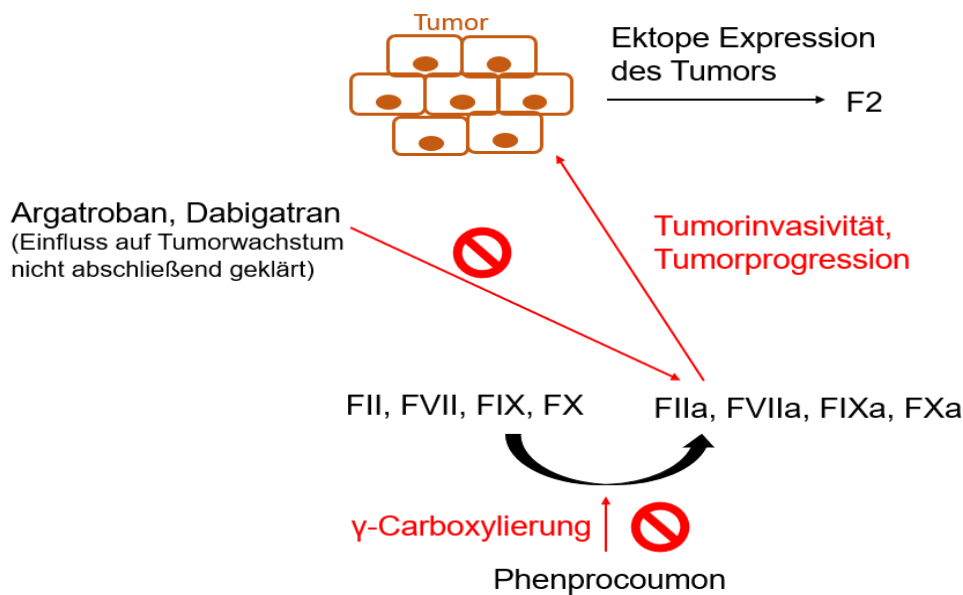 Tumor
Ektope Expression
des Tumors
F2
Argatroban, Dabigatran
(Einfluss auf Tumorwachstum
nicht abschließend geklärt)
Tumorinvasivität,
Tumorprogression
FII, FVII, FIX, FX
FIIa, FVIIa, FIXa, FXa
γ-Carboxylierung
Phenprocoumon